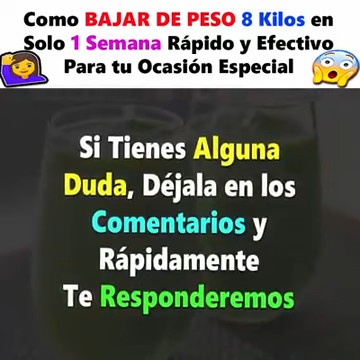 Como BAJAR DE PESO 8 Kilos en
Solo 1 Semana Rápido y Efectivo
Para tu Ocasión Especial
Si Tienes Alguna
Duda, Déjala en los
Comentarios y
Rápidamente
Te Responderemos